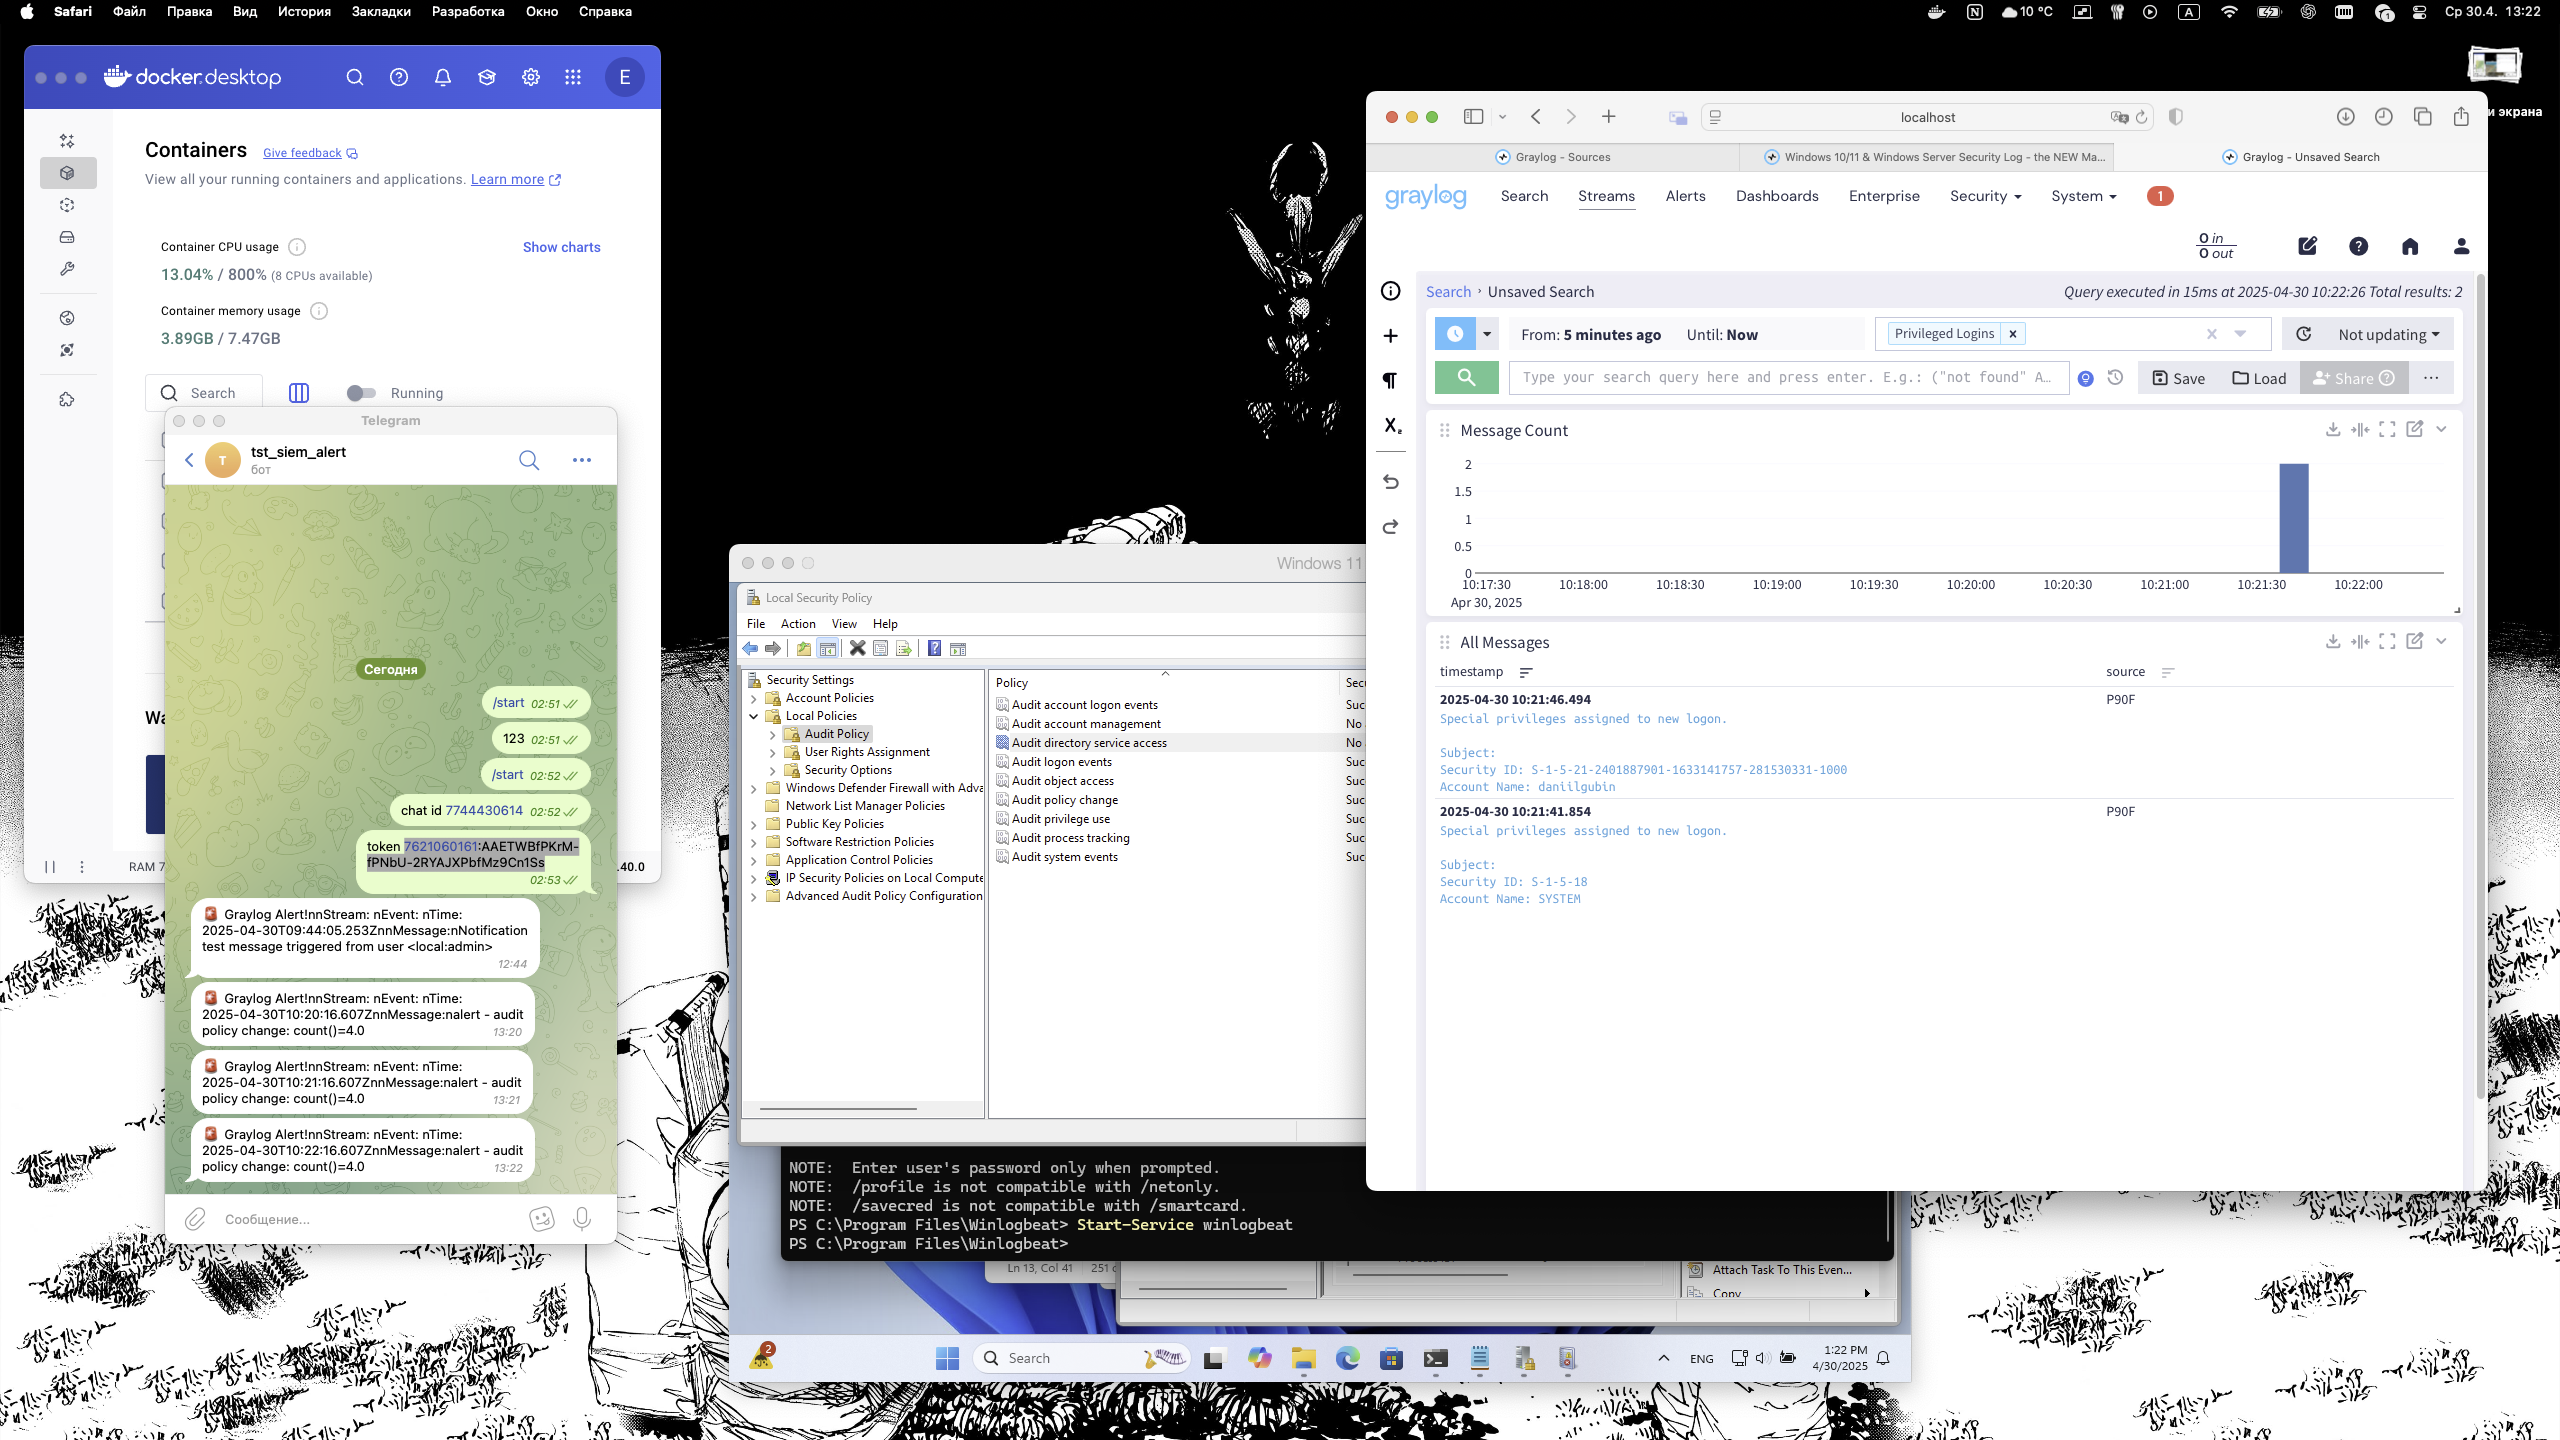 Safari Файл Правка Вид История Закладки Разработка Окно Справка
10 °C A Ср 30.4. 13:22
docker.desktop E
Containers Give feedback
View all your running containers and applications. Learn more
Container CPU usage Show charts
13.04% / 800% (8 CPUs available)
Container memory usage
3.89GB / 7.47GB
Search Running
Wa
RAM 7 .40.0
Telegram
T tst_siem_alert
бот
Сегодня
/start 02:51
123 02:51
/start 02:52
chat id 7744430614 02:52
token 7621060161:AAETWBfPKrM-
fPNbU-2RYAJXPbfMz9Cn1Ss
02:53
Graylog Alert!nnStream: nEvent: nTime:
2025-04-30T09:44:05.253ZnnMessage:nNotification
test message triggered from user <local:admin>
12:44
Graylog Alert!nnStream: nEvent: nTime:
2025-04-30T10:20:16.607ZnnMessage:nalert - audit
policy change: count()=4.0 13:20
Graylog Alert!nnStream: nEvent: nTime:
2025-04-30T10:21:16.607ZnnMessage:nalert - audit
policy change: count()=4.0 13:21
Graylog Alert!nnStream: nEvent: nTime:
2025-04-30T10:22:16.607ZnnMessage:nalert - audit
policy change: count()=4.0 13:22
Сообщение...
Windows 11
Local Security Policy
File Action View Help
Security Settings
Account Policies
Local Policies
Audit Policy
User Rights Assignment
Security Options
Windows Defender Firewall with Adva
Network List Manager Policies
Public Key Policies
Software Restriction Policies
Application Control Policies
IP Security Policies on Local Compute
Advanced Audit Policy Configuration
Policy Secu
Audit account logon events Suc
Audit account management No
Audit directory service access No
Audit logon events Suc
Audit object access Suc
Audit policy change Suc
Audit privilege use Suc
Audit process tracking Suc
Audit system events Suc
NOTE: Enter user's password only when prompted.
NOTE: /profile is not compatible with /netonly.
NOTE: /savecred is not compatible with /smartcard.
PS C:\Program Files\Winlogbeat> Start-Service winlogbeat
PS C:\Program Files\Winlogbeat>
Ln 13, Col 41 251 c
Attach Task To This Even...
Copy
2 Search ENG 1:22 PM
4/30/2025
и экрана
localhost
Graylog - Sources
Windows 10/11 & Windows Server Security Log - the NEW Ma...
Graylog - Unsaved Search
graylog Search Streams Alerts Dashboards Enterprise Security System 1
0 in
0 out
Search › Unsaved Search Query executed in 15ms at 2025-04-30 10:22:26 Total results: 2
From: 5 minutes ago Until: Now Privileged Logins × Not updating
Type your search query here and press enter. E.g.: ("not found" A… Save Load Share ...
Message Count
2
1.5
1
0.5
0
10:17:30 10:18:00 10:18:30 10:19:00 10:19:30 10:20:00 10:20:30 10:21:00 10:21:30 10:22:00
Apr 30, 2025
All Messages
timestamp source
2025-04-30 10:21:46.494 P90F
Special privileges assigned to new logon.
Subject:
Security ID: S-1-5-21-2401887901-1633141757-281530331-1000
Account Name: daniilgubin
2025-04-30 10:21:41.854 P90F
Special privileges assigned to new logon.
Subject:
Security ID: S-1-5-18
Account Name: SYSTEM